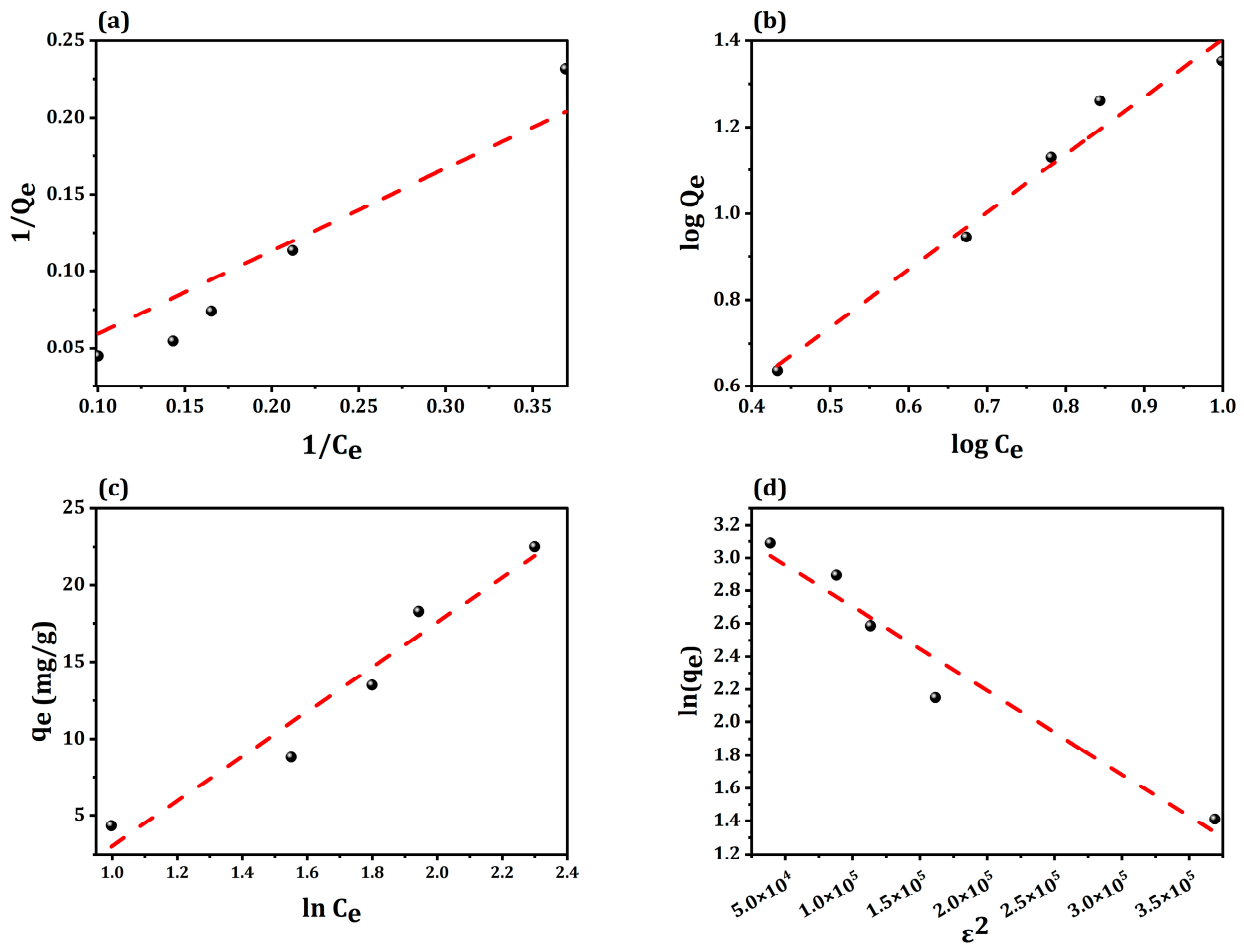 (a)
0.25
0.20
0.15
0.10
0.05
1/Qe
0.10 0.15 0.20 0.25 0.30 0.35
1/Ce
(b)
1.4
1.2
1.0
0.8
0.6
log Qe
0.4 0.5 0.6 0.7 0.8 0.9 1.0
log Ce
(c)
25
20
15
10
5
qe (mg/g)
1.0 1.2 1.4 1.6 1.8 2.0 2.2 2.4
ln Ce
(d)
3.2
3.0
2.8
2.6
2.4
2.2
2.0
1.8
1.6
1.4
1.2
ln(qe)
5.0×10⁴ 1.0×10⁵ 1.5×10⁵ 2.0×10⁵ 2.5×10⁵ 3.0×10⁵ 3.5×10⁵
ε²